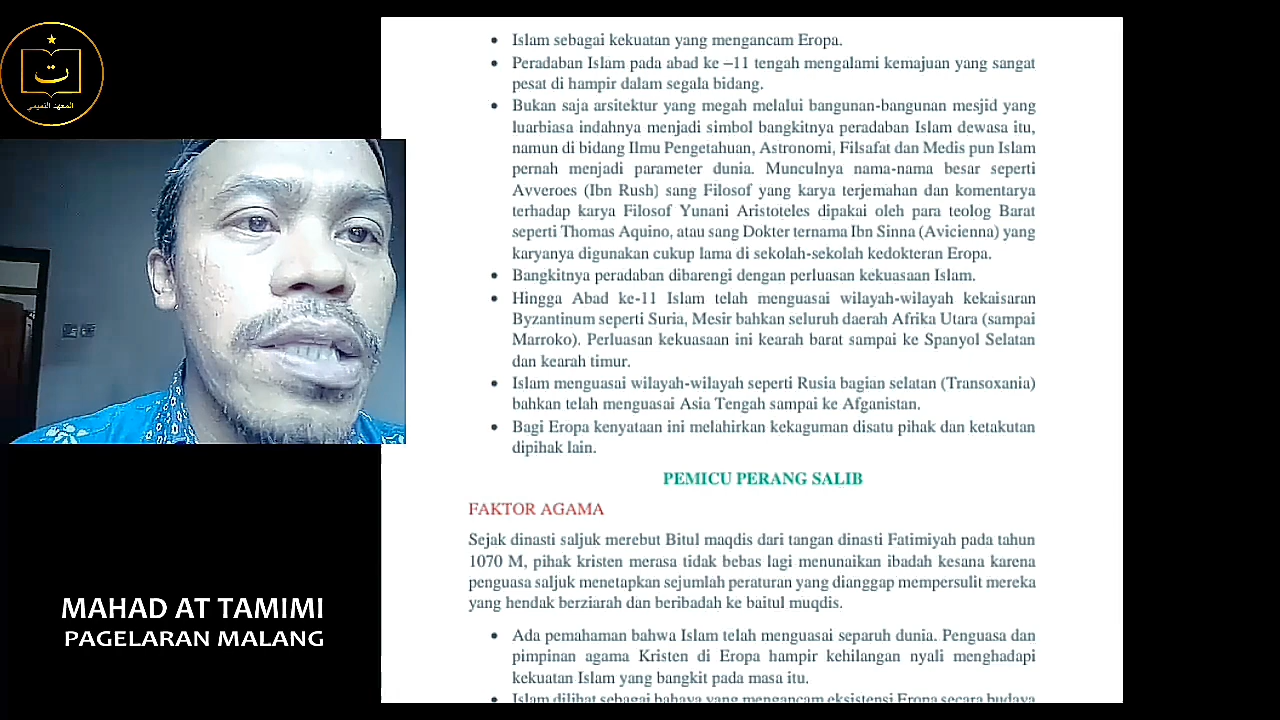 المعهد التميمي
MAHAD AT TAMIMI
PAGELARAN MALANG
• Islam sebagai kekuatan yang mengancam Eropa.
• Peradaban Islam pada abad ke –11 tengah mengalami kemajuan yang sangat
pesat di hampir dalam segala bidang.
• Bukan saja arsitektur yang megah melalui bangunan-bangunan mesjid yang
luarbiasa indahnya menjadi simbol bangkitnya peradaban Islam dewasa itu,
namun di bidang Ilmu Pengetahuan, Astronomi, Filsafat dan Medis pun Islam
pernah menjadi parameter dunia. Munculnya nama-nama besar seperti
Avveroes (Ibn Rush) sang Filosof yang karya terjemahan dan komentarya
terhadap karya Filosof Yunani Aristoteles dipakai oleh para teolog Barat
seperti Thomas Aquino, atau sang Dokter ternama Ibn Sinna (Avicienna) yang
karyanya digunakan cukup lama di sekolah-sekolah kedokteran Eropa.
• Bangkitnya peradaban dibarengi dengan perluasan kekuasaan Islam.
• Hingga Abad ke-11 Islam telah menguasai wilayah-wilayah kekaisaran
Byzantinum seperti Suria, Mesir bahkan seluruh daerah Afrika Utara (sampai
Marroko). Perluasan kekuasaan ini kearah barat sampai ke Spanyol Selatan
dan kearah timur.
• Islam menguasai wilayah-wilayah seperti Rusia bagian selatan (Transoxania)
bahkan telah menguasai Asia Tengah sampai ke Afganistan.
• Bagi Eropa kenyataan ini melahirkan kekaguman disatu pihak dan ketakutan
dipihak lain.
PEMICU PERANG SALIB
FAKTOR AGAMA
Sejak dinasti saljuk merebut Bitul maqdis dari tangan dinasti Fatimiyah pada tahun
1070 M, pihak kristen merasa tidak bebas lagi menunaikan ibadah kesana karena
penguasa saljuk menetapkan sejumlah peraturan yang dianggap mempersulit mereka
yang hendak berziarah dan beribadah ke baitul muqdis.
• Ada pemahaman bahwa Islam telah menguasai separuh dunia. Penguasa dan
pimpinan agama Kristen di Eropa hampir kehilangan nyali menghadapi
kekuatan Islam yang bangkit pada masa itu.
• Islam dilihat sebagai bahaya yang mengancam eksistensi Eropa secara budaya